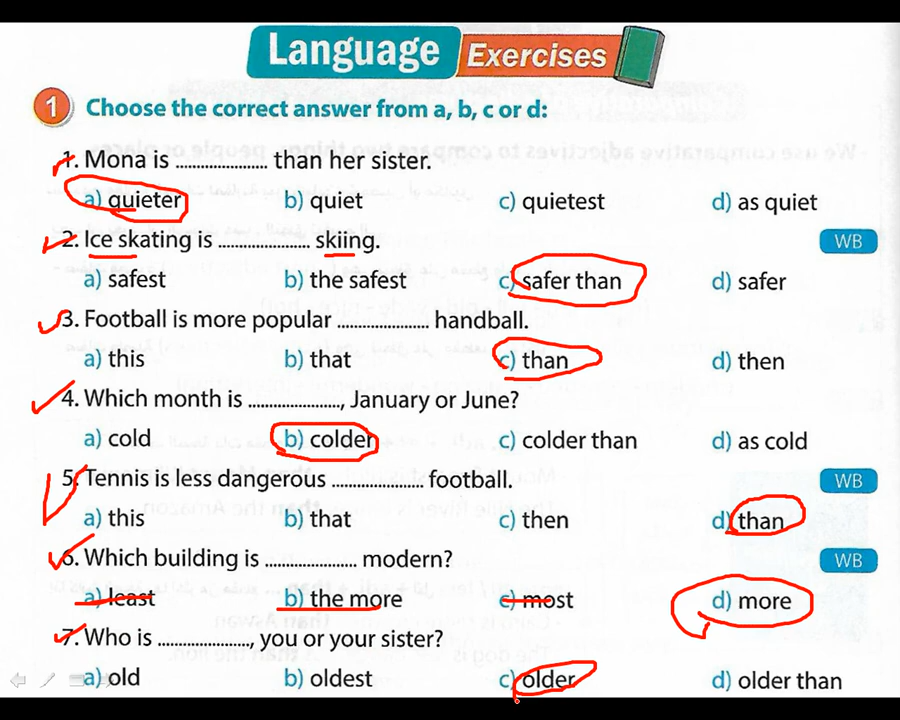 Language Exercises
1 Choose the correct answer from a, b, c or d:
1. Mona is .................. than her sister.
a) quieter b) quiet c) quietest d) as quiet
2. Ice skating is .................. skiing. WB
a) safest b) the safest c) safer than d) safer
3. Football is more popular .................. handball.
a) this b) that c) than d) then
4. Which month is .................., January or June?
a) cold b) colder c) colder than d) as cold
5. Tennis is less dangerous .................. football. WB
a) this b) that c) then d) than
6. Which building is .................. modern? WB
a) least b) the more c) most d) more
7. Who is .................., you or your sister?
a) old b) oldest c) older d) older than